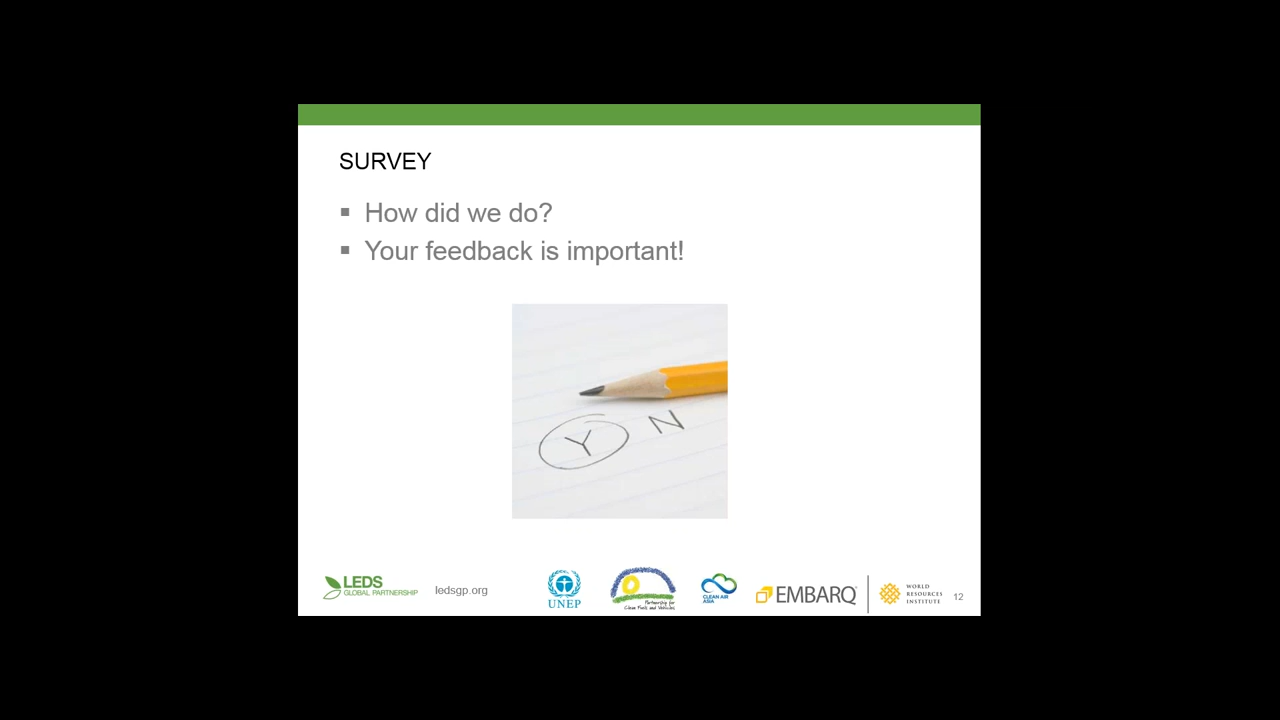 SURVEY
▪ How did we do?
▪ Your feedback is important!
Y N
LEDS
GLOBAL PARTNERSHIP
ledsgp.org
UNEP
Partnership for
Clean Fuels and Vehicles
CLEAN AIR
ASIA
EMBARQ
WORLD
RESOURCES
INSTITUTE
12